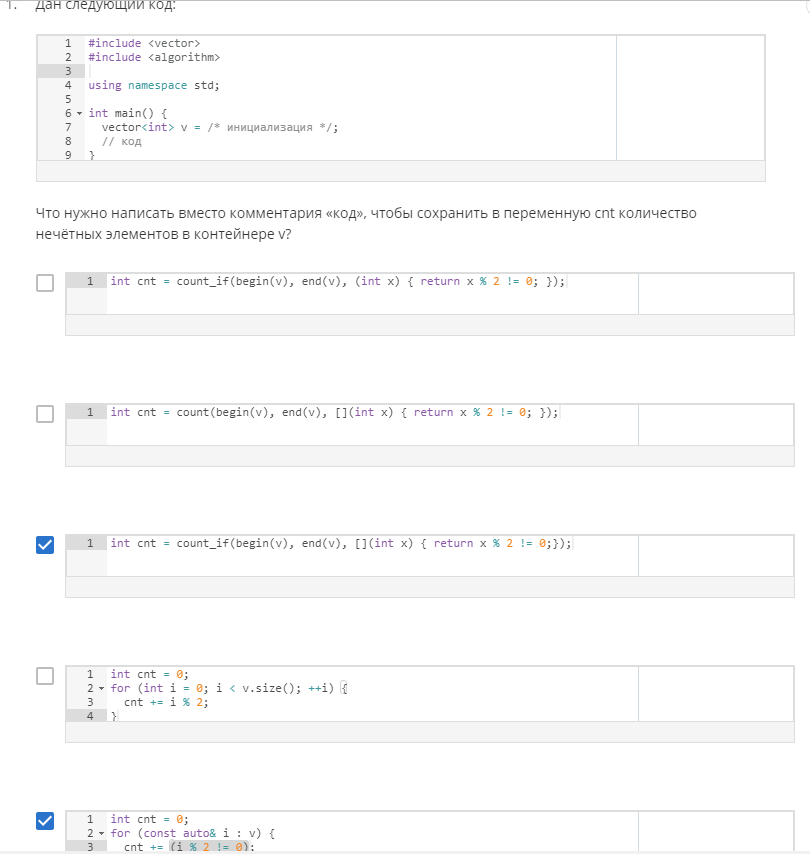 1. Дан следующий код:
1 #include <vector>
2 #include <algorithm>
3
4 using namespace std;
5
6 int main() {
7 vector<int> v = /* инициализация */;
8 // код
9 }
Что нужно написать вместо комментария «код», чтобы сохранить в переменную cnt количество
нечётных элементов в контейнере v?
1 int cnt = count_if(begin(v), end(v), (int x) { return x % 2 != 0; });
1 int cnt = count(begin(v), end(v), [](int x) { return x % 2 != 0; });
1 int cnt = count_if(begin(v), end(v), [](int x) { return x % 2 != 0;});
1 int cnt = 0;
2 for (int i = 0; i < v.size(); ++i) {
3 cnt += i % 2;
4 }
1 int cnt = 0;
2 for (const auto& i : v) {
3 cnt += (i % 2 != 0);